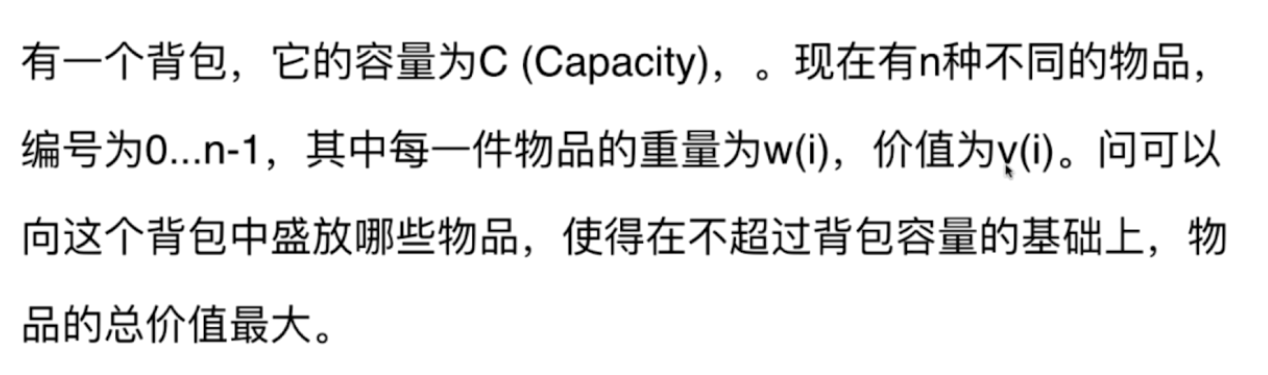 有一个背包，它的容量为C (Capacity)，。现在有n种不同的物品，
编号为0...n-1，其中每一件物品的重量为w(i)，价值为v(i)。问可以
向这个背包中盛放哪些物品，使得在不超过背包容量的基础上，物
品的总价值最大。